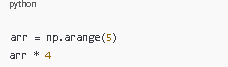 python
arr = np.arange(5)
arr * 4